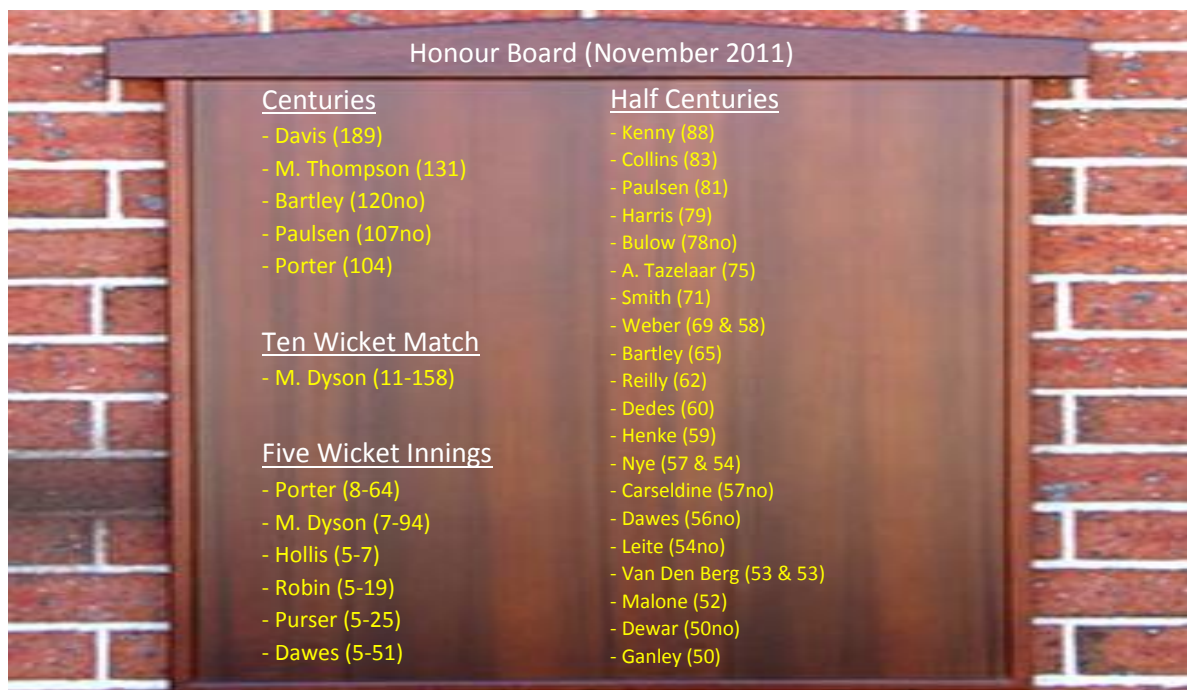 Honour Board (November 2011)
Centuries
- Davis (189)
- M. Thompson (131)
- Bartley (120no)
- Paulsen (107no)
- Porter (104)
Ten Wicket Match
- M. Dyson (11-158)
Five Wicket Innings
- Porter (8-64)
- M. Dyson (7-94)
- Hollis (5-7)
- Robin (5-19)
- Purser (5-25)
- Dawes (5-51)
Half Centuries
- Kenny (88)
- Collins (83)
- Paulsen (81)
- Harris (79)
- Bulow (78no)
- A. Tazelaar (75)
- Smith (71)
- Weber (69 & 58)
- Bartley (65)
- Reilly (62)
- Dedes (60)
- Henke (59)
- Nye (57 & 54)
- Carseldine (57no)
- Dawes (56no)
- Leite (54no)
- Van Den Berg (53 & 53)
- Malone (52)
- Dewar (50no)
- Ganley (50)